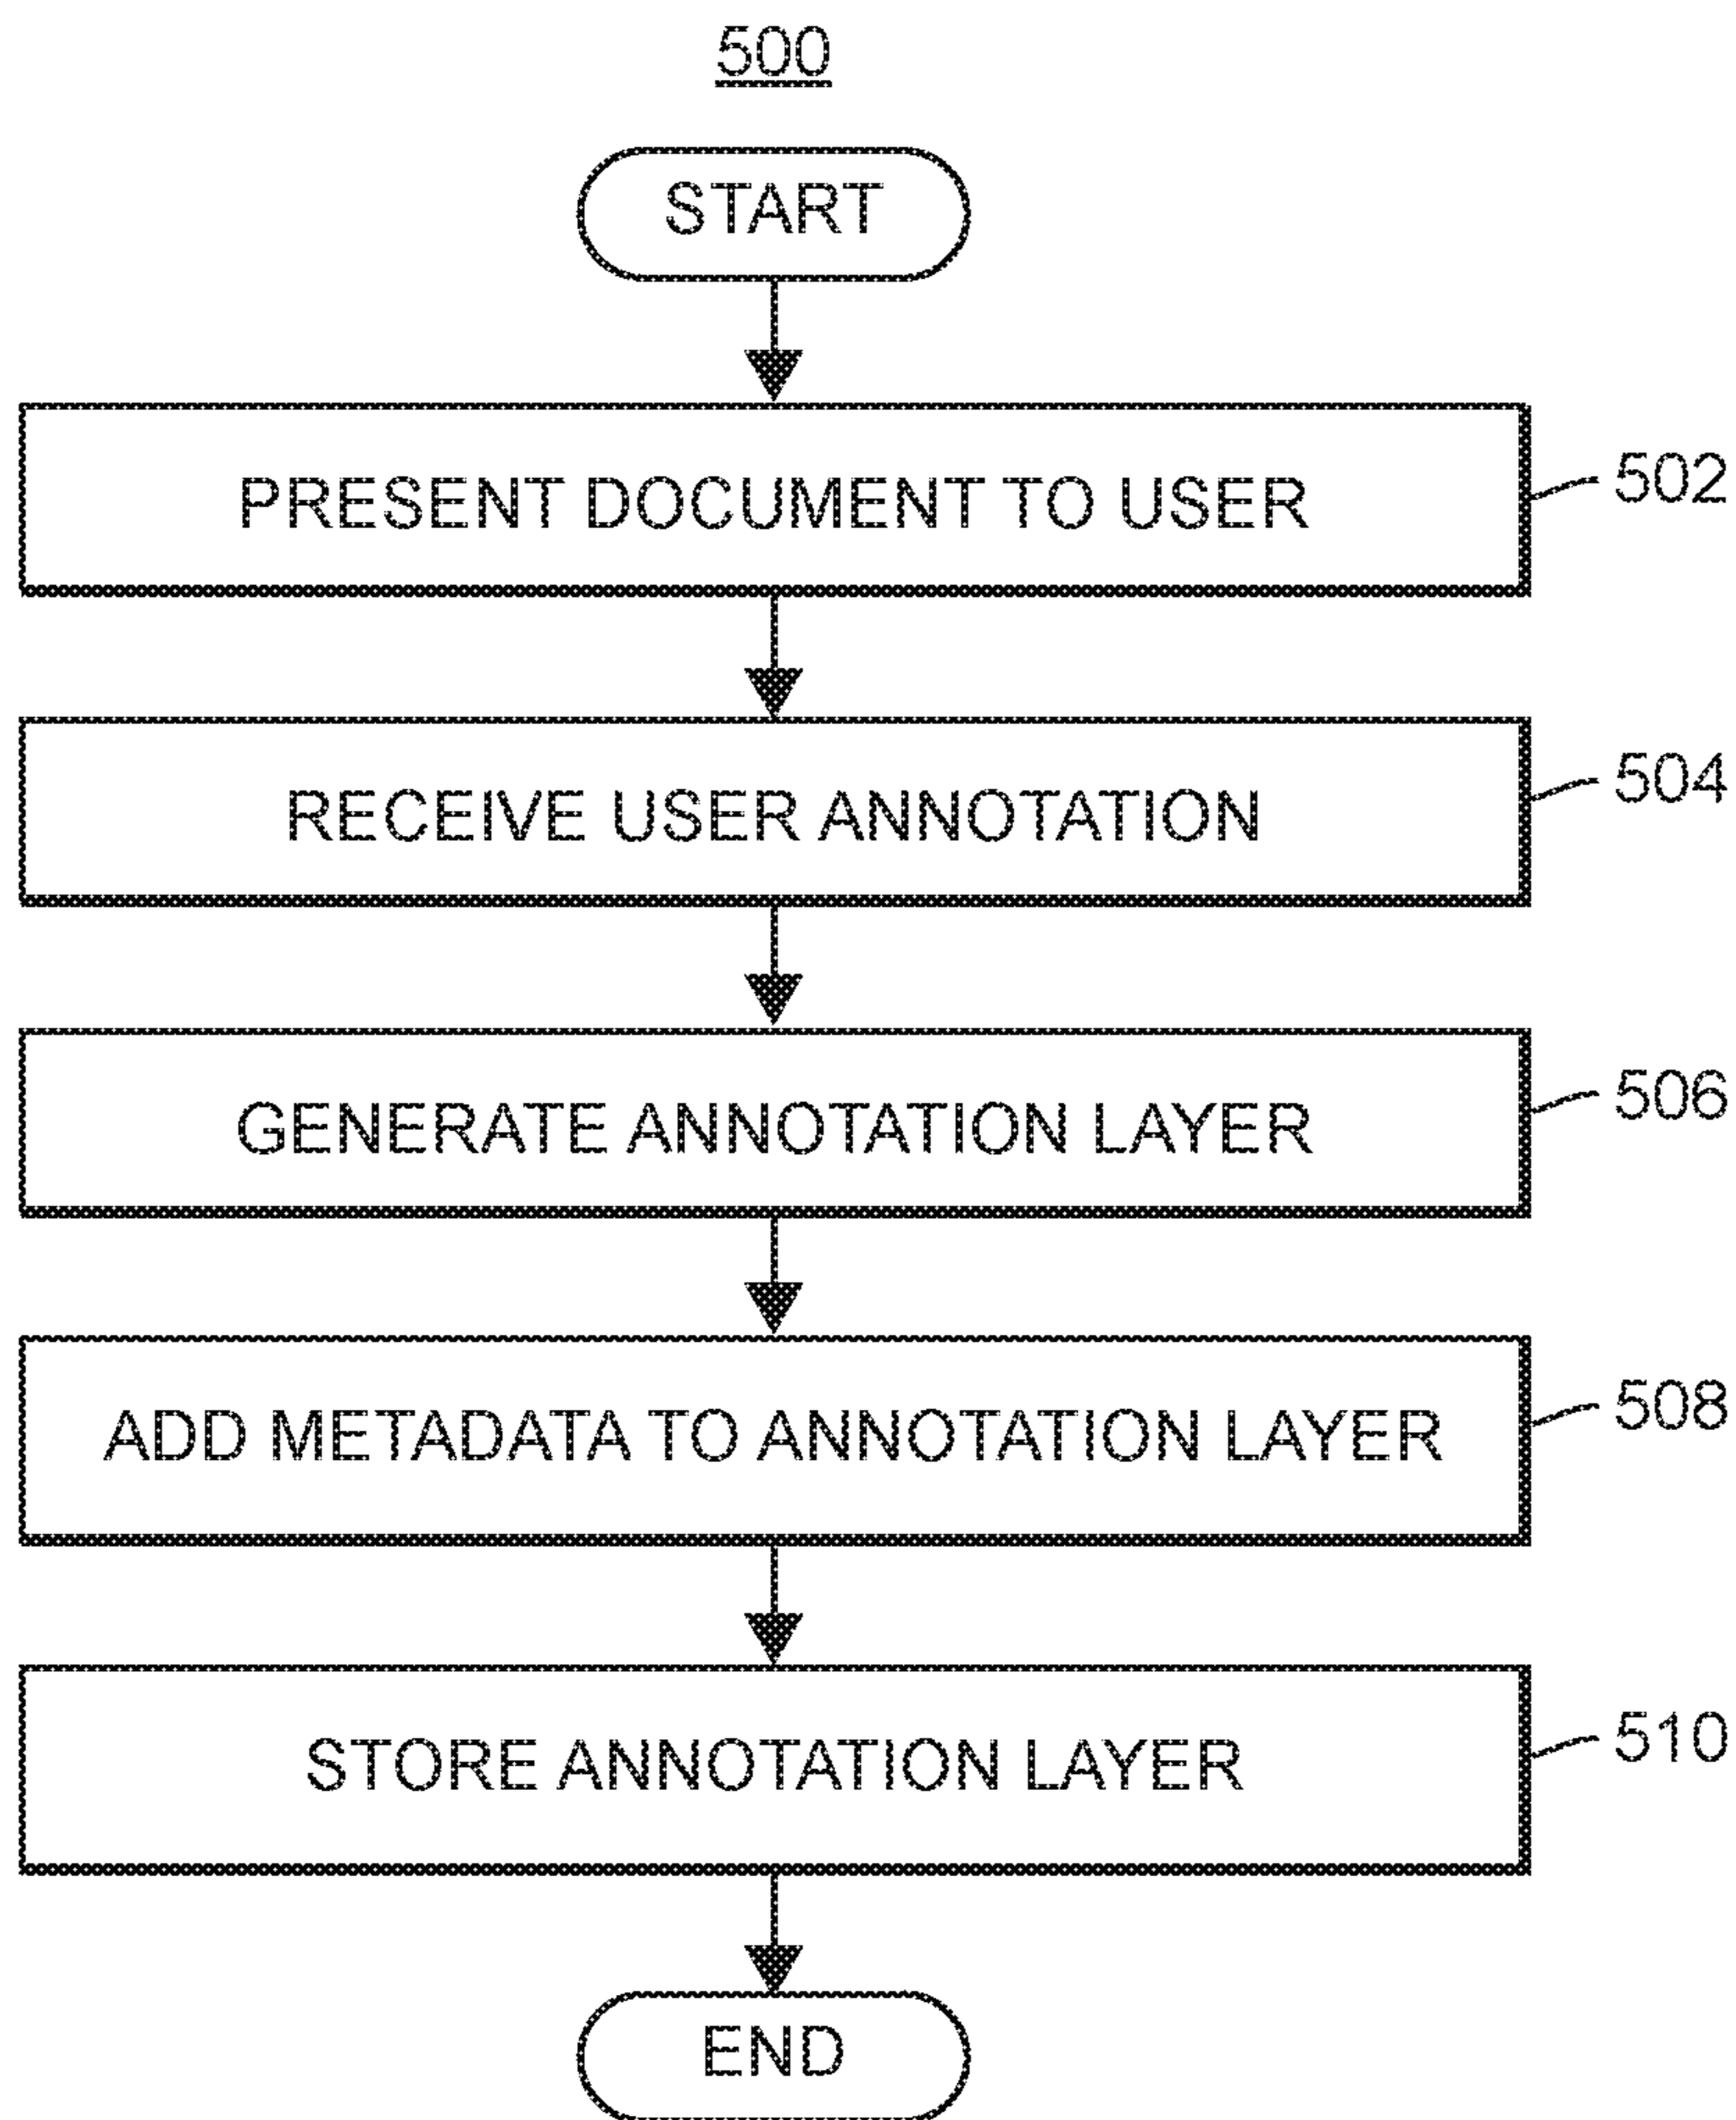 500
START
PRESENT DOCUMENT TO USER
502
RECEIVE USER ANNOTATION
504
GENERATE ANNOTATION LAYER
506
ADD METADATA TO ANNOTATION LAYER
508
STORE ANNOTATION LAYER
510
END